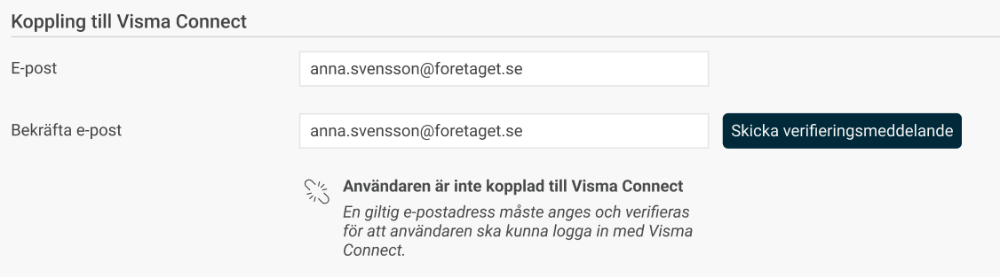 Koppling till Visma Connect
E-post
anna.svensson@foretaget.se
Bekräfta e-post
anna.svensson@foretaget.se
Skicka verifieringsmeddelande
Användaren är inte kopplad till Visma Connect
En giltig e-postadress måste anges och verifieras
för att användaren ska kunna logga in med Visma
Connect.